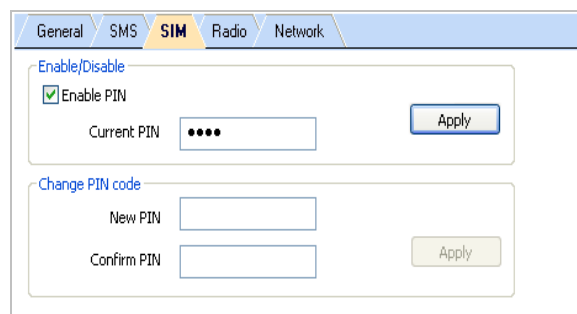 General SMS SIM Radio Network
Enable/Disable
Enable PIN
Current PIN •••• Apply
Change PIN code
New PIN
Confirm PIN Apply